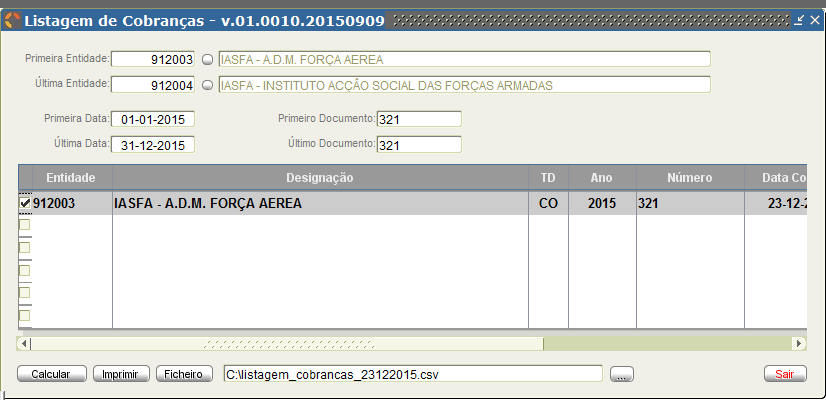 Listagem de Cobranças - v.01.0010.20150909
Primeira Entidade: 912003 IASFA - A.D.M. FORÇA AEREA
Última Entidade: 912004 IASFA - INSTITUTO ACÇÃO SOCIAL DAS FORÇAS ARMADAS
Primeira Data: 01-01-2015 Primeiro Documento: 321
Última Data: 31-12-2015 Último Documento: 321
Entidade Designação TD Ano Número Data Co
912003 IASFA - A.D.M. FORÇA AEREA CO 2015 321 23-12-2
Calcular Imprimir Ficheiro C:\listagem_cobrancas_23122015.csv ... Sair